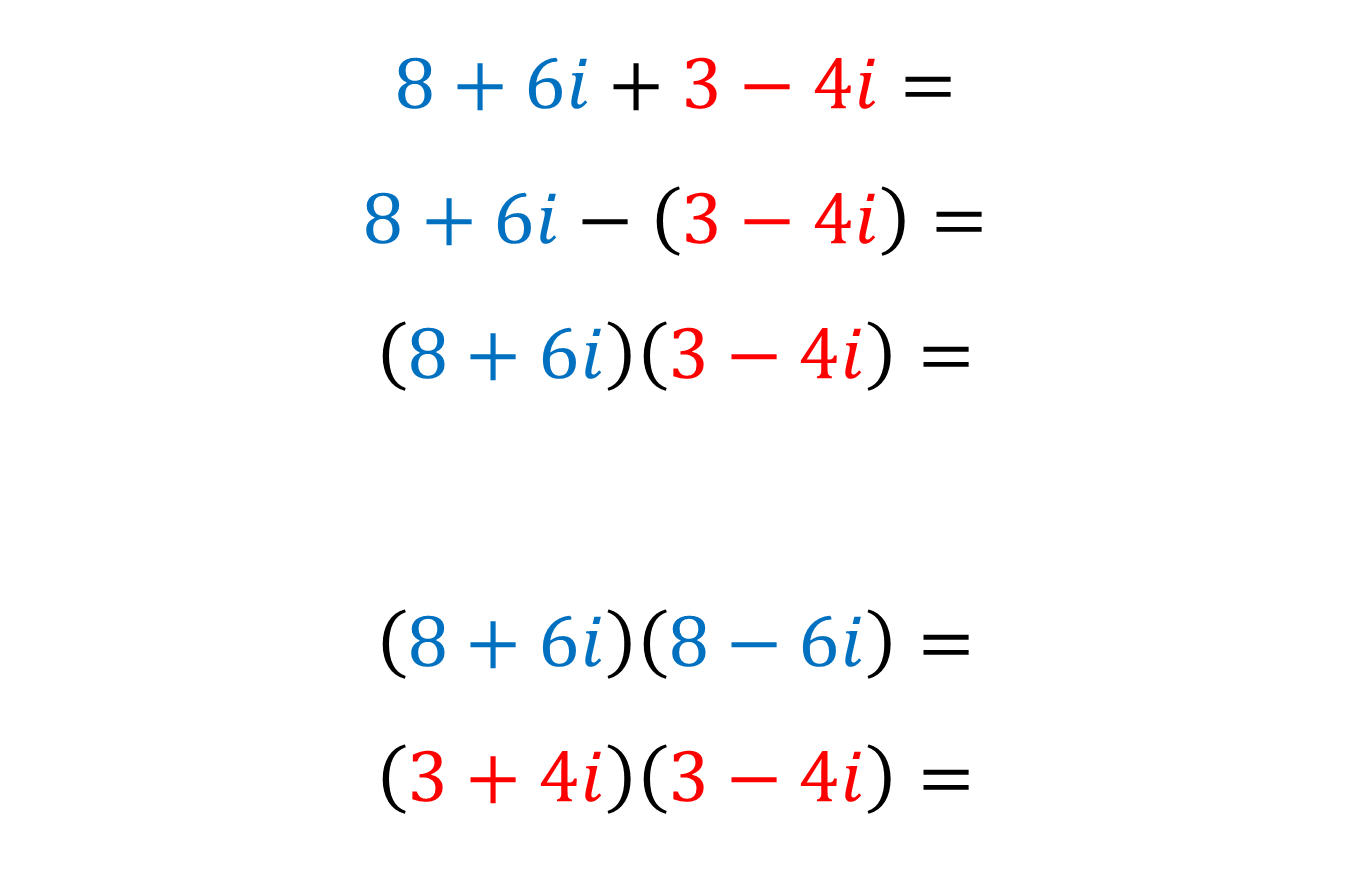 8 + 6i + 3 − 4i =
8 + 6i − (3 − 4i) =
(8 + 6i)(3 − 4i) =
(8 + 6i)(8 − 6i) =
(3 + 4i)(3 − 4i) =